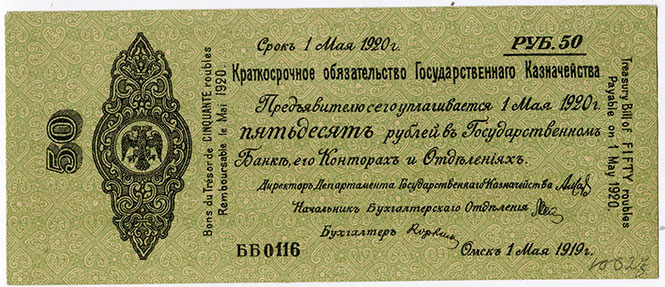 50
Bons du Trésor de CINQUANTE roubles
Remboursable le Mai 1920.
Срокъ 1 Мая 1920 г.
РУБ. 50
Краткосрочное обязательство Государственнаго Казначейства
Предъявителю сего уплачивается 1 Мая 1920 г.
пятьдесятъ рублей въ Государственномъ
Банкѣ, его Конторахъ и Отдѣленіяхъ.
Директоръ Департамента Государственнаго Казначейства
Начальникъ Бухгалтерскаго Отдѣленія
Бухгалтеръ
ББ0116
Омскъ 1 Мая 1919 г.
Treasury Bill of FIFTY roubles
Payable on 1 May 1920.